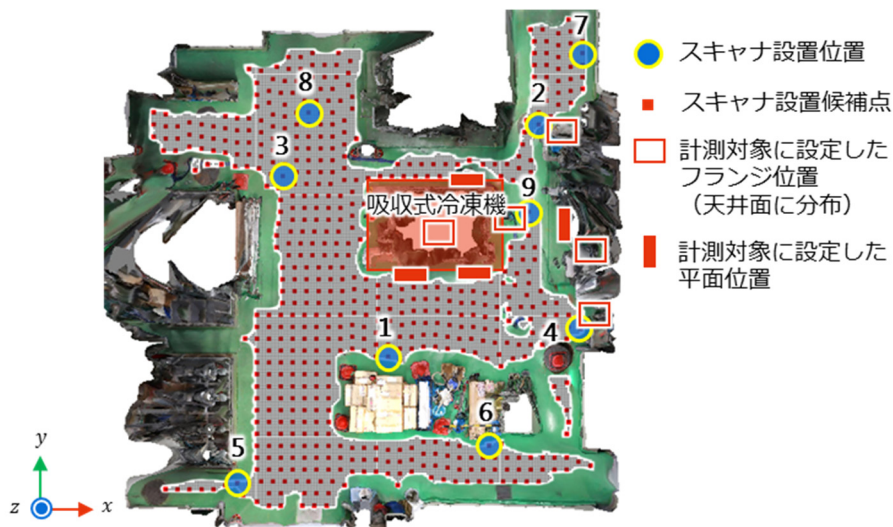 7
8
2
3
9
吸収式冷凍機
1
4
6
5
y
z
x
スキャナ設置位置
スキャナ設置候補点
計測対象に設定した
フランジ位置
（天井面に分布）
計測対象に設定した
平面位置